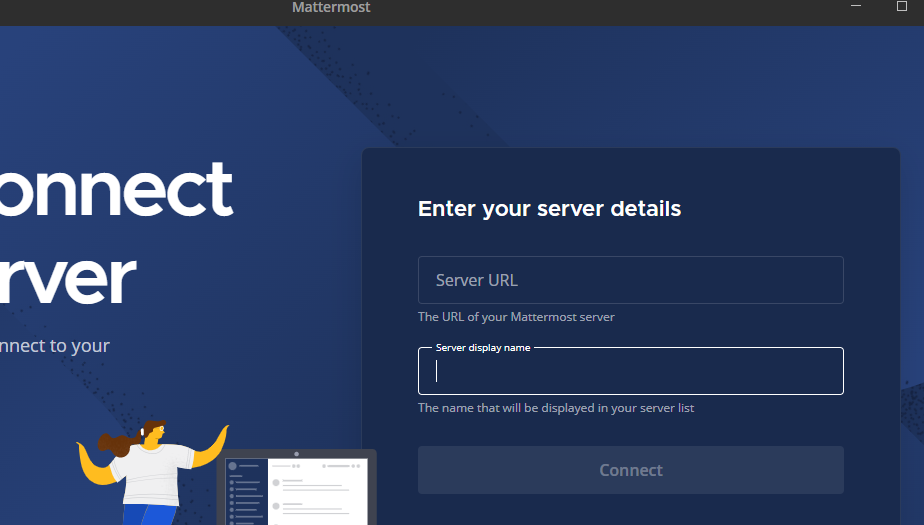 Mattermost
onnect
rver
nnect to your
Enter your server details
Server URL
The URL of your Mattermost server
Server display name
The name that will be displayed in your server list
Connect